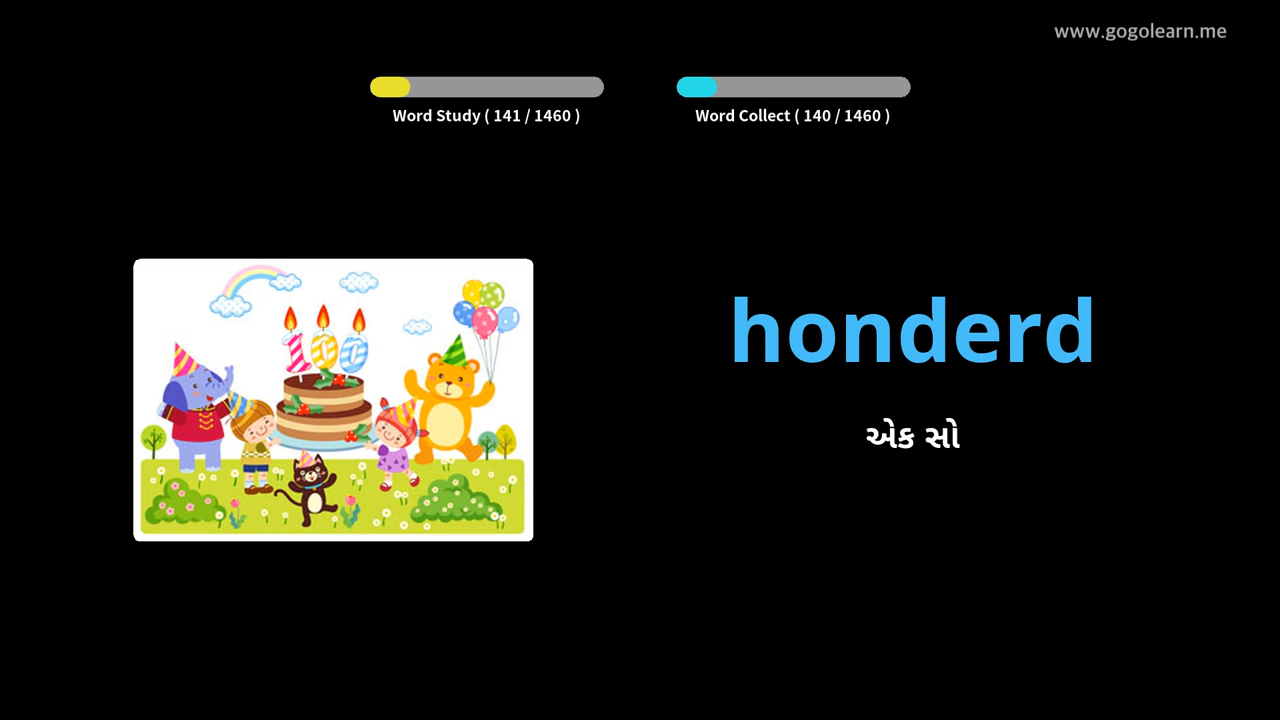 www.gogolearn.me
Word Study ( 141 / 1460 )
Word Collect ( 140 / 1460 )
100
honderd
એક સો